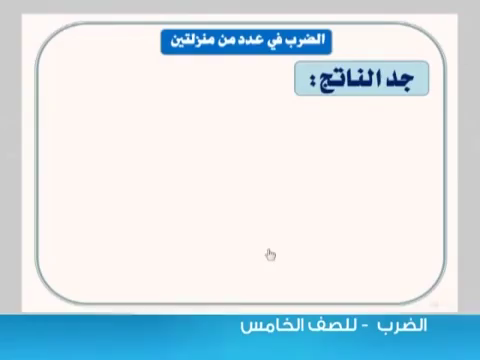 الضرب في عدد من منزلتين
جد الناتج :
الضرب - للصف الخامس